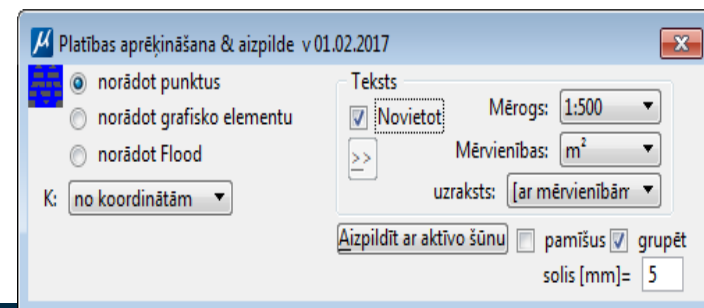 Platības aprēķināšana & aizpilde v 01.02.2017
norādot punktus
norādot grafisko elementu
norādot Flood
K: no koordinātām
Teksts
Novietot
Mērogs: 1:500
>> Mērvienības: m²
uzraksts: [ar mērvienībām
Aizpildīt ar aktīvo šūnu pamīšus grupēt
solis [mm]= 5